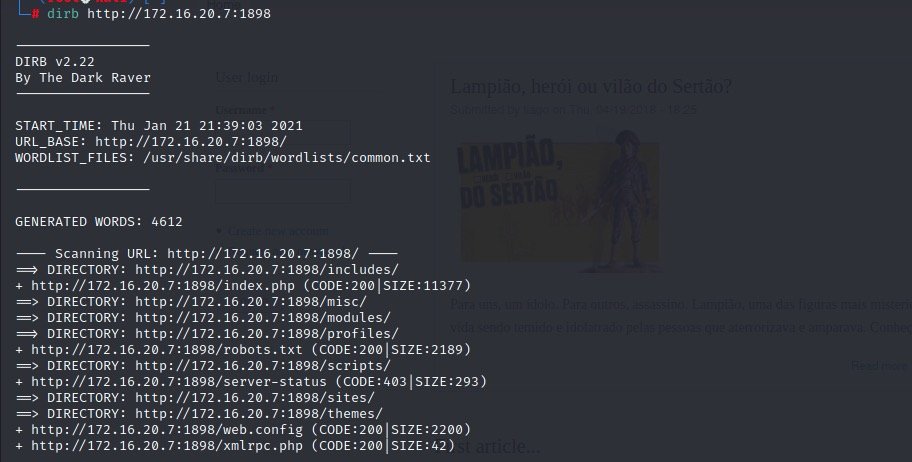 # dirb http://172.16.20.7:1898
DIRB v2.22
By The Dark Raver
START_TIME: Thu Jan 21 21:39:03 2021
URL_BASE: http://172.16.20.7:1898/
WORDLIST_FILES: /usr/share/dirb/wordlists/common.txt
GENERATED WORDS: 4612
---- Scanning URL: http://172.16.20.7:1898/ ----
==> DIRECTORY: http://172.16.20.7:1898/includes/
+ http://172.16.20.7:1898/index.php (CODE:200|SIZE:11377)
==> DIRECTORY: http://172.16.20.7:1898/misc/
==> DIRECTORY: http://172.16.20.7:1898/modules/
==> DIRECTORY: http://172.16.20.7:1898/profiles/
+ http://172.16.20.7:1898/robots.txt (CODE:200|SIZE:2189)
==> DIRECTORY: http://172.16.20.7:1898/scripts/
+ http://172.16.20.7:1898/server-status (CODE:403|SIZE:293)
==> DIRECTORY: http://172.16.20.7:1898/sites/
==> DIRECTORY: http://172.16.20.7:1898/themes/
+ http://172.16.20.7:1898/web.config (CODE:200|SIZE:2200)
+ http://172.16.20.7:1898/xmlrpc.php (CODE:200|SIZE:42)
User login
Username *
Password *
Create new account
Lampião, herói ou vilão do Sertão?
Submitted by tiago on Thu, 04/19/2018 - 18:25
LAMPIÃO,
HERÓI OU VILÃO
DO SERTÃO
Para uns, um idolo. Para outros, assassino. Lampião, uma das figuras mais
vida sendo temido e idolatrado pelas pessoas que aterrorizava e amparava.
Read more
article...